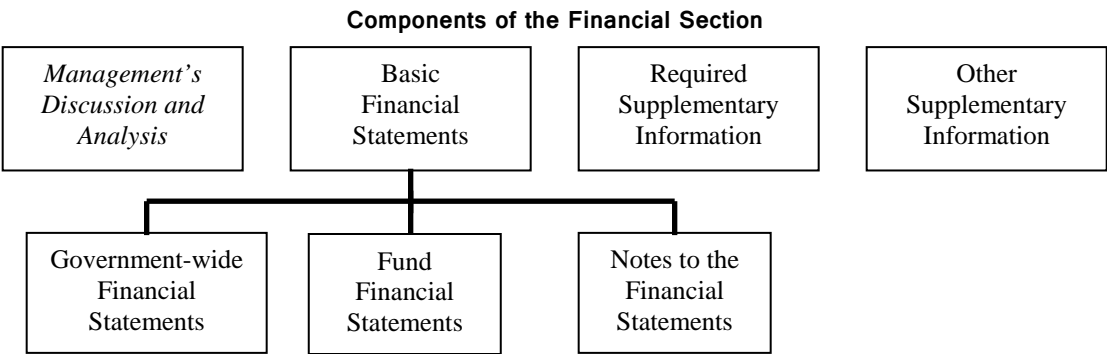 Components of the Financial Section
Management's
Discussion and
Analysis
Basic
Financial
Statements
Required
Supplementary
Information
Other
Supplementary
Information
Government-wide
Financial
Statements
Fund
Financial
Statements
Notes to the
Financial
Statements